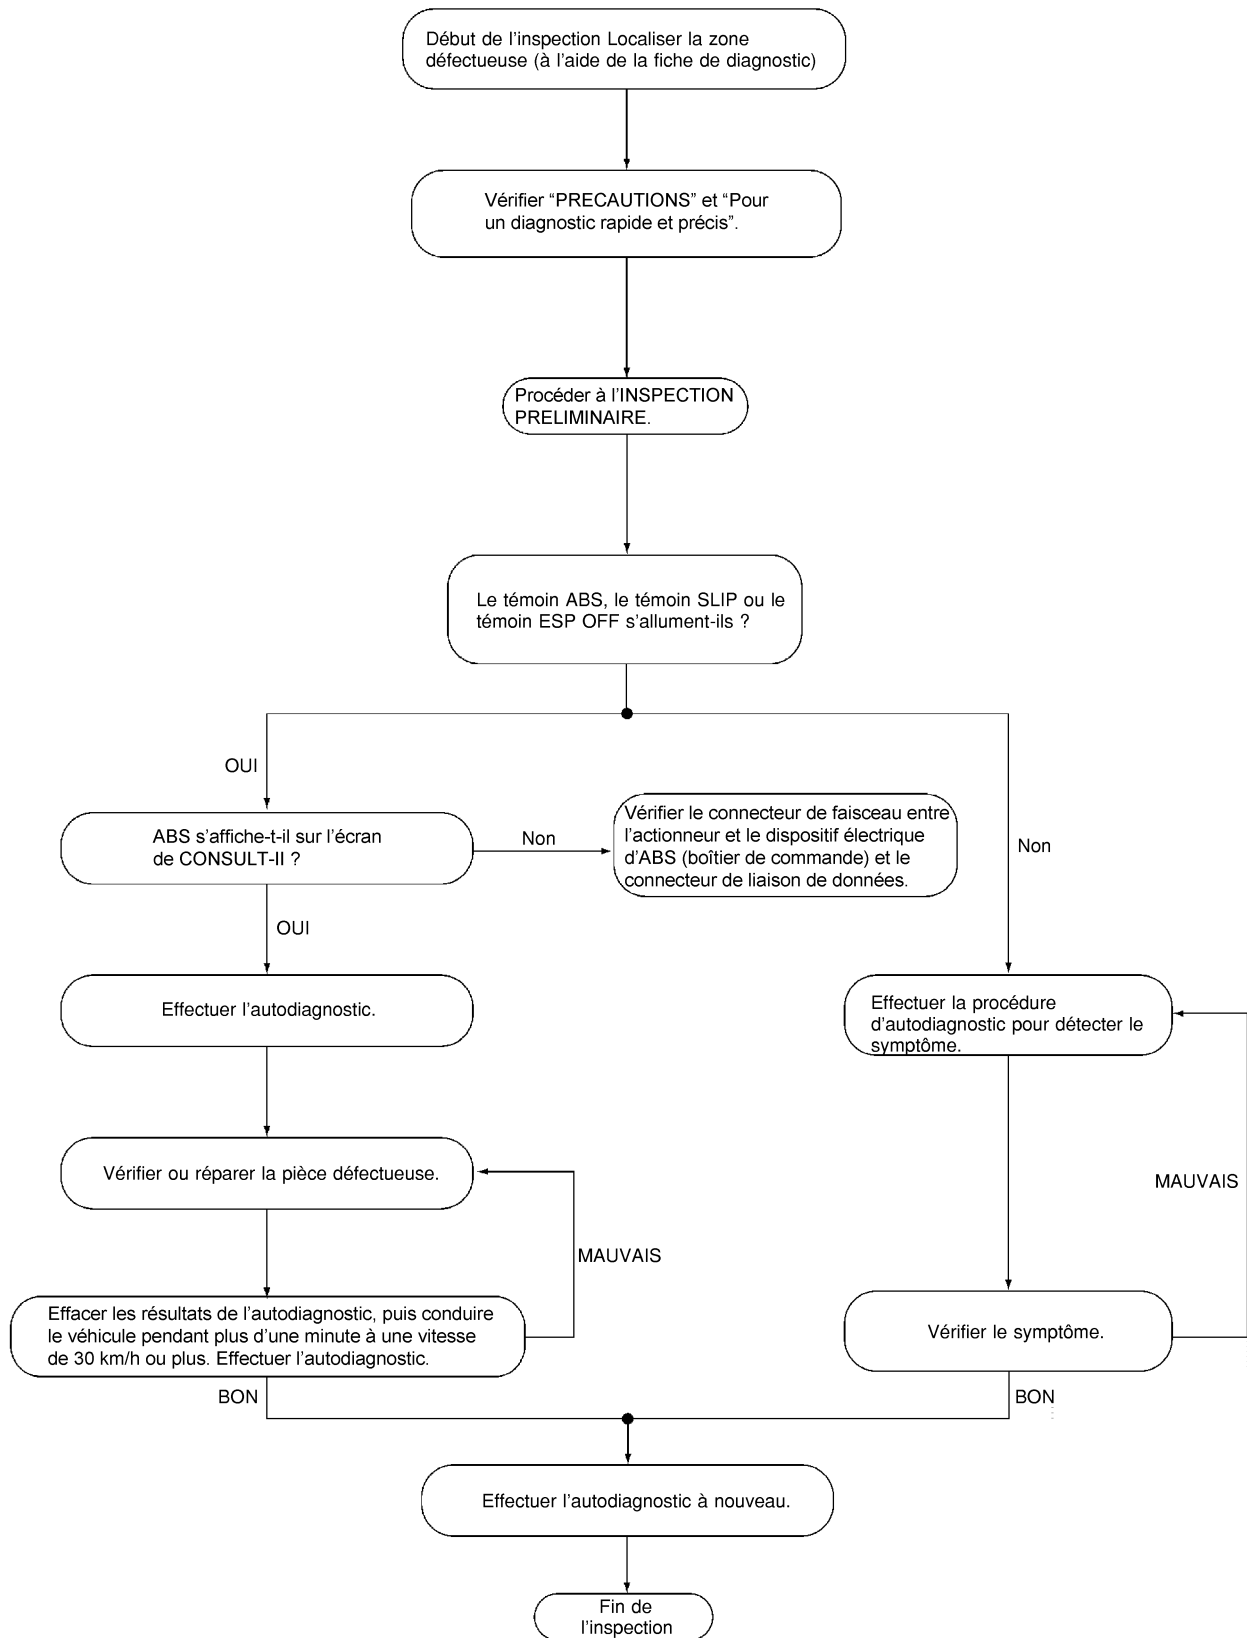 Début de l'inspection Localiser la zone
défectueuse (à l'aide de la fiche de diagnostic)
Vérifier “PRECAUTIONS” et “Pour
un diagnostic rapide et précis”.
Procéder à l'INSPECTION
PRELIMINAIRE.
Le témoin ABS, le témoin SLIP ou le
témoin ESP OFF s'allument-ils ?
OUI
ABS s'affiche-t-il sur l'écran
de CONSULT-II ?
Non
Vérifier le connecteur de faisceau entre
l'actionneur et le dispositif électrique
d'ABS (boîtier de commande) et le
connecteur de liaison de données.
Non
OUI
Effectuer l'autodiagnostic.
Effectuer la procédure
d'autodiagnostic pour détecter le
symptôme.
Vérifier ou réparer la pièce défectueuse.
MAUVAIS
MAUVAIS
Effacer les résultats de l'autodiagnostic, puis conduire
le véhicule pendant plus d'une minute à une vitesse
de 30 km/h ou plus. Effectuer l'autodiagnostic.
Vérifier le symptôme.
BON
BON
Effectuer l'autodiagnostic à nouveau.
Fin de
l'inspection